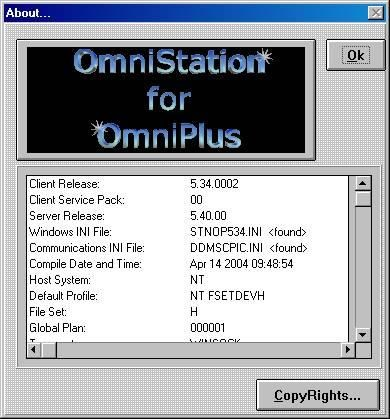 About...
OmniStation
for
OmniPlus
Ok
Client Release: 5.34.0002
Client Service Pack: 00
Server Release: 5.40.00
Windows INI File: STNOP534.INI <found>
Communications INI File: DDMSCPIC.INI <found>
Compile Date and Time: Apr 14 2004 09:48:54
Host System: NT
Default Profile: NT FSETDEVH
File Set: H
Global Plan: 000001
WINSOCK
CopyRights...